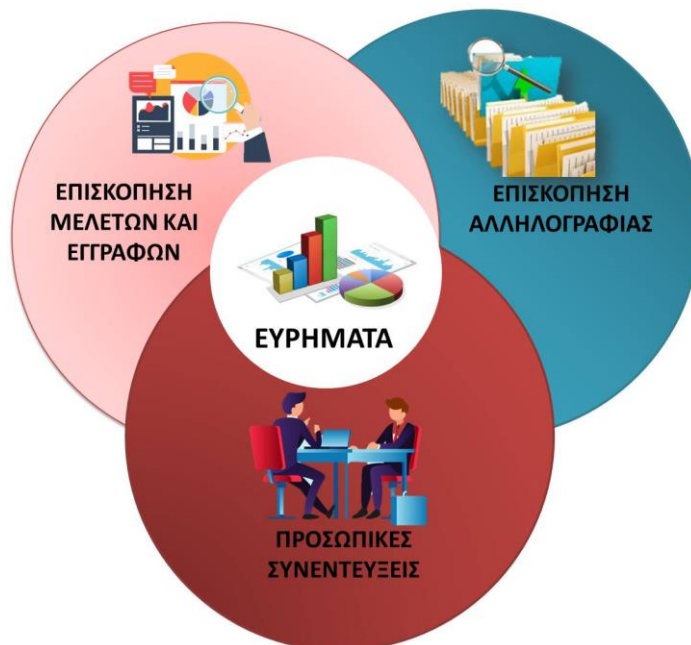 ΕΠΙΣΚΟΠΗΣΗ
ΜΕΛΕΤΩΝ ΚΑΙ
ΕΓΓΡΑΦΩΝ
ΕΠΙΣΚΟΠΗΣΗ
ΑΛΛΗΛΟΓΡΑΦΙΑΣ
ΕΥΡΗΜΑΤΑ
ΠΡΟΣΩΠΙΚΕΣ
ΣΥΝΕΝΤΕΥΞΕΙΣ